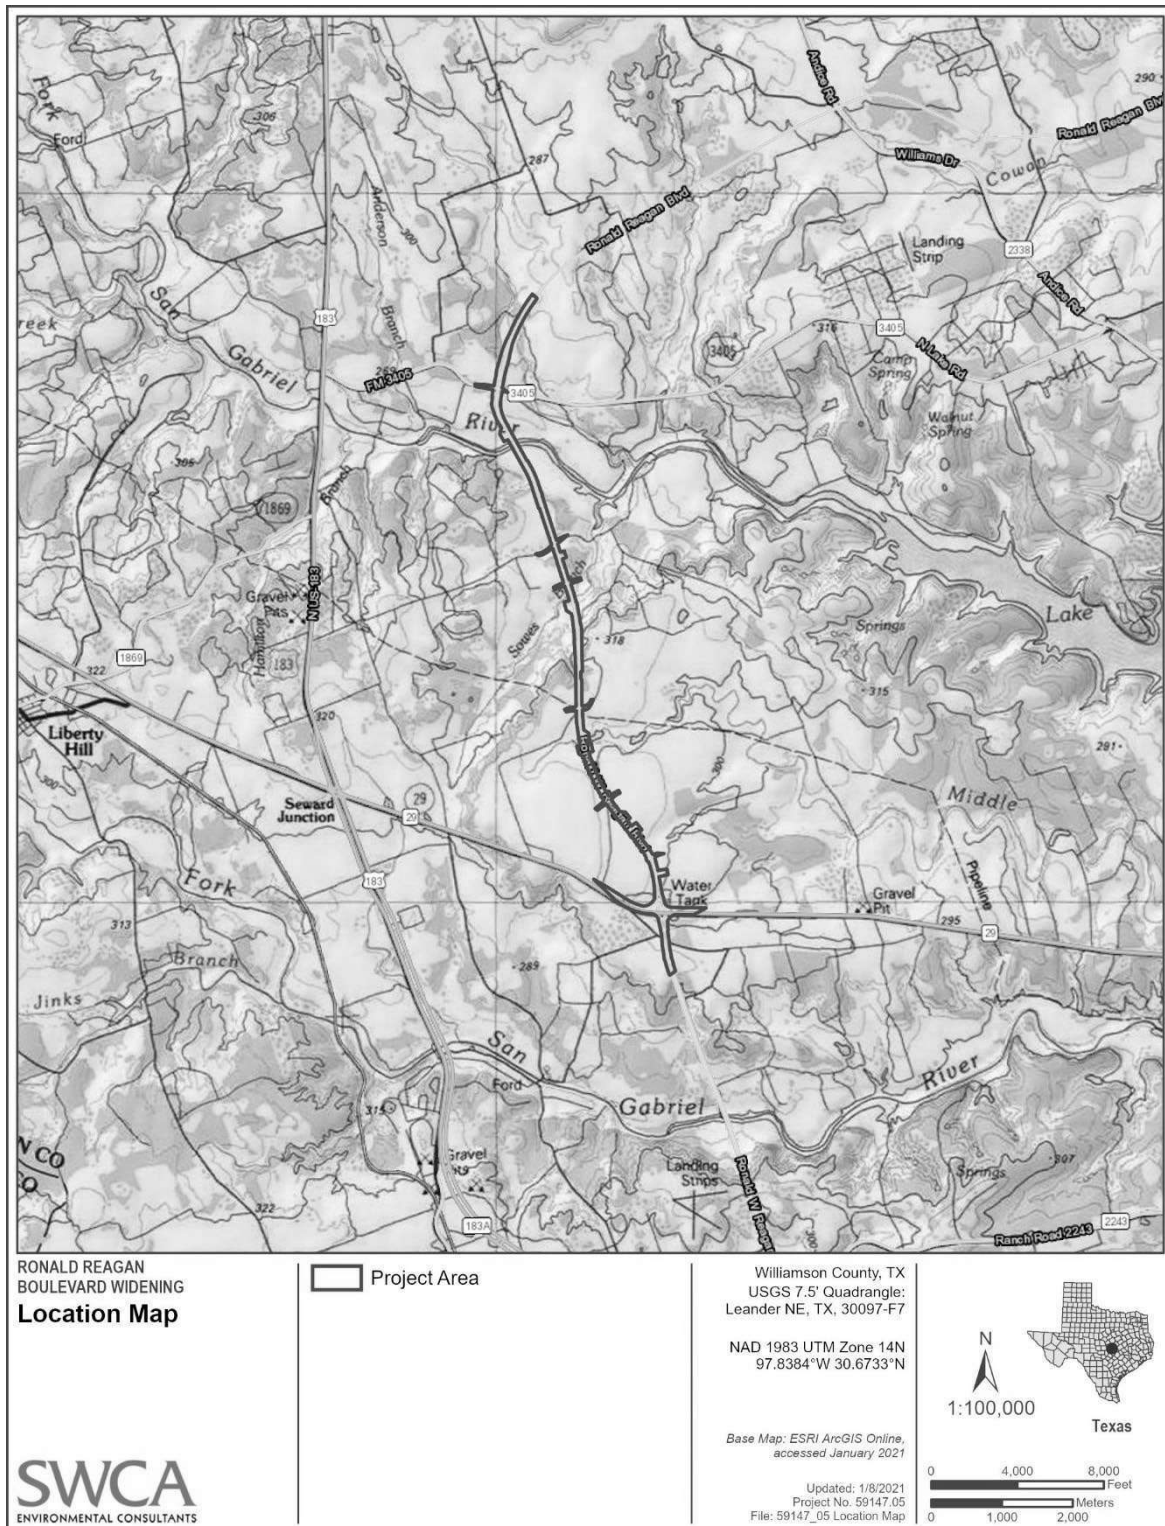 Fork
Ford
306
287
Anderson
300
Branch
Andice Rd
290
Ronald Reagan Blv
Williams Dr
Cowan
Ronald Reagan Blvd
Landing
Strip
2338
Andice Rd
San
Gabriel
River
reek
183
FM 3405
3405
3405
316
3405
N Lake Rd
Camp
Spring
Walnut
Spring
305
1869
Branch
N US-183
Gravel
Pits
Hamilton
183
Sowes
318
Springs
Lake
315
1869
322
320
Liberty
Hill
300
Seward
Junction
29
29
300
281
Middle
Pipeline
183
Fork
Water
Tank
Gravel
Pit
295
29
313
Branch
Jinks
289
San
Ford
Gabriel
River
315
N CO
CO
322
Gravel
183A
Landing
Strips
Ronald W Reagan
Springs
307
300
Ranch Road 2243
2243
RONALD REAGAN
BOULEVARD WIDENING
Location Map
Project Area
SWCA
ENVIRONMENTAL CONSULTANTS
Williamson County, TX
USGS 7.5' Quadrangle:
Leander NE, TX, 30097-F7
NAD 1983 UTM Zone 14N
97.8384°W 30.6733°N
Base Map: ESRI ArcGIS Online,
accessed January 2021
Updated: 1/8/2021
Project No. 59147.05
File: 59147_05 Location Map
N
1:100,000
Texas
0 4,000 8,000
Feet
Meters
0 1,000 2,000